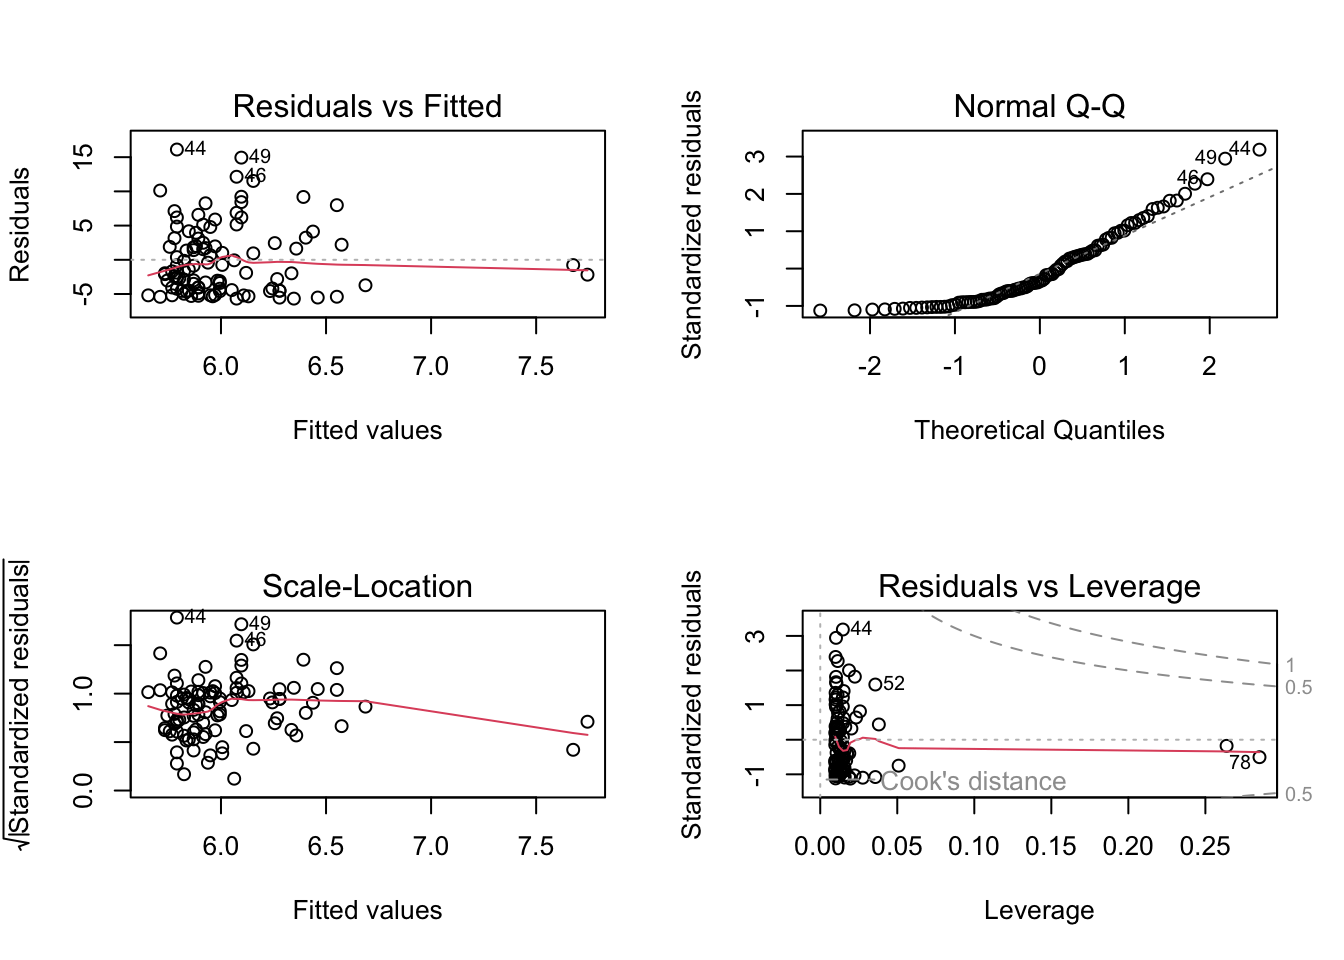 Residuals vs Fitted
Residuals
15
5
-5
44
49
46
6.0 6.5 7.0 7.5
Fitted values
Normal Q-Q
Standardized residuals
3
2
1
-1
49 44
46
-2 -1 0 1 2
Theoretical Quantiles
Scale-Location
√|Standardized residuals|
1.0
0.0
44
49
46
6.0 6.5 7.0 7.5
Fitted values
Residuals vs Leverage
Standardized residuals
3
1
-1
44
52
78
Cook's distance
1
0.5
0.5
0.00 0.05 0.10 0.15 0.20 0.25
Leverage